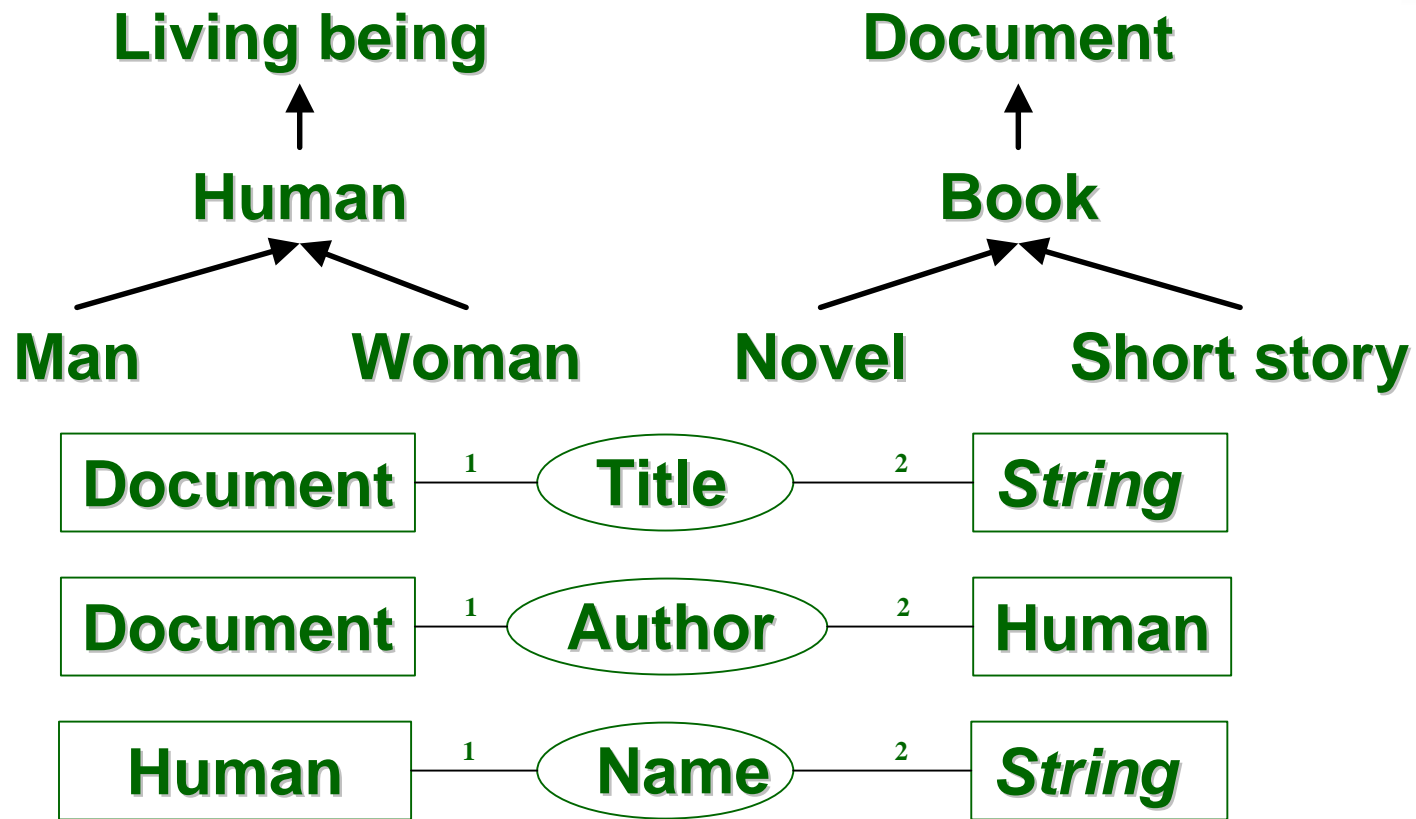 Living being Document
Human Book
Man Woman Novel Short story
Document 1 Title 2 String
Document 1 Author 2 Human
Human 1 Name 2 String